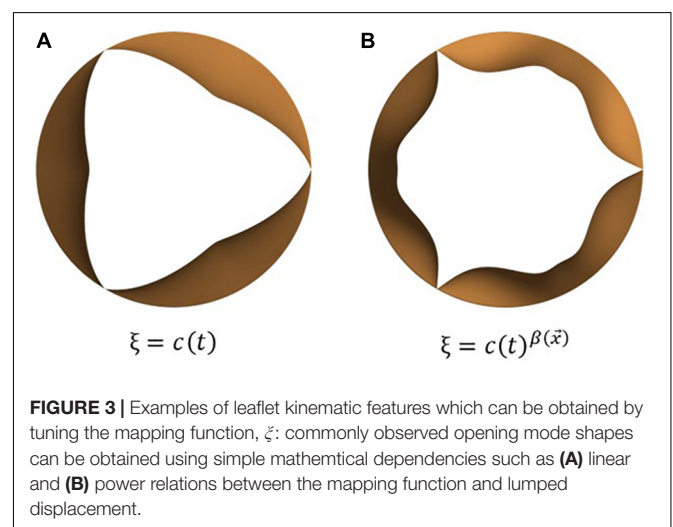 A
B
ξ = c(t)
ξ = c(t)^β(x⃗)
FIGURE 3 | Examples of leaflet kinematic features which can be obtained by
tuning the mapping function, ξ: commonly observed opening mode shapes
can be obtained using simple mathemtical dependencies such as (A) linear
and (B) power relations between the mapping function and lumped
displacement.